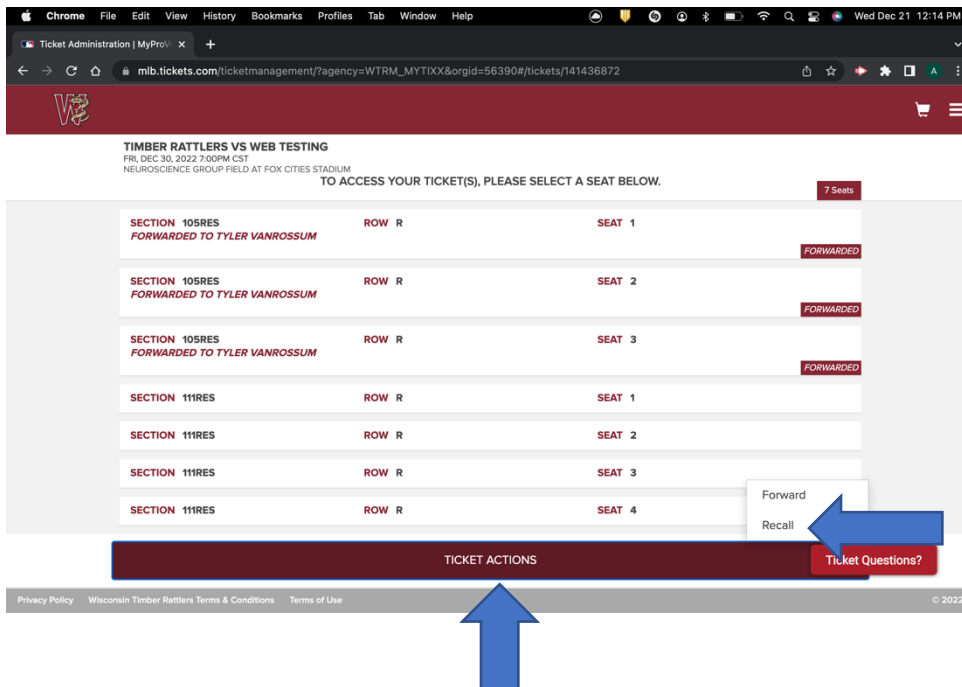 Chrome File Edit View History Bookmarks Profiles Tab Window Help Wed Dec 21 12:14 PM
Ticket Administration | MyProV
mlb.tickets.com/ticketmanagement/?agency=WTRM_MYTIXX&orgid=56390#/tickets/141436872 A
W
TIMBER RATTLERS VS WEB TESTING
FRI, DEC 30, 2022 7:00PM CST
NEUROSCIENCE GROUP FIELD AT FOX CITIES STADIUM
TO ACCESS YOUR TICKET(S), PLEASE SELECT A SEAT BELOW.
7 Seats
SECTION 105RES ROW R SEAT 1
FORWARDED TO TYLER VANROSSUM
FORWARDED
SECTION 105RES ROW R SEAT 2
FORWARDED TO TYLER VANROSSUM
FORWARDED
SECTION 105RES ROW R SEAT 3
FORWARDED TO TYLER VANROSSUM
FORWARDED
SECTION 111RES ROW R SEAT 1
SECTION 111RES ROW R SEAT 2
SECTION 111RES ROW R SEAT 3
SECTION 111RES ROW R SEAT 4
Forward
Recall
TICKET ACTIONS
Ticket Questions?
Privacy Policy Wisconsin Timber Rattlers Terms & Conditions Terms of Use © 2022